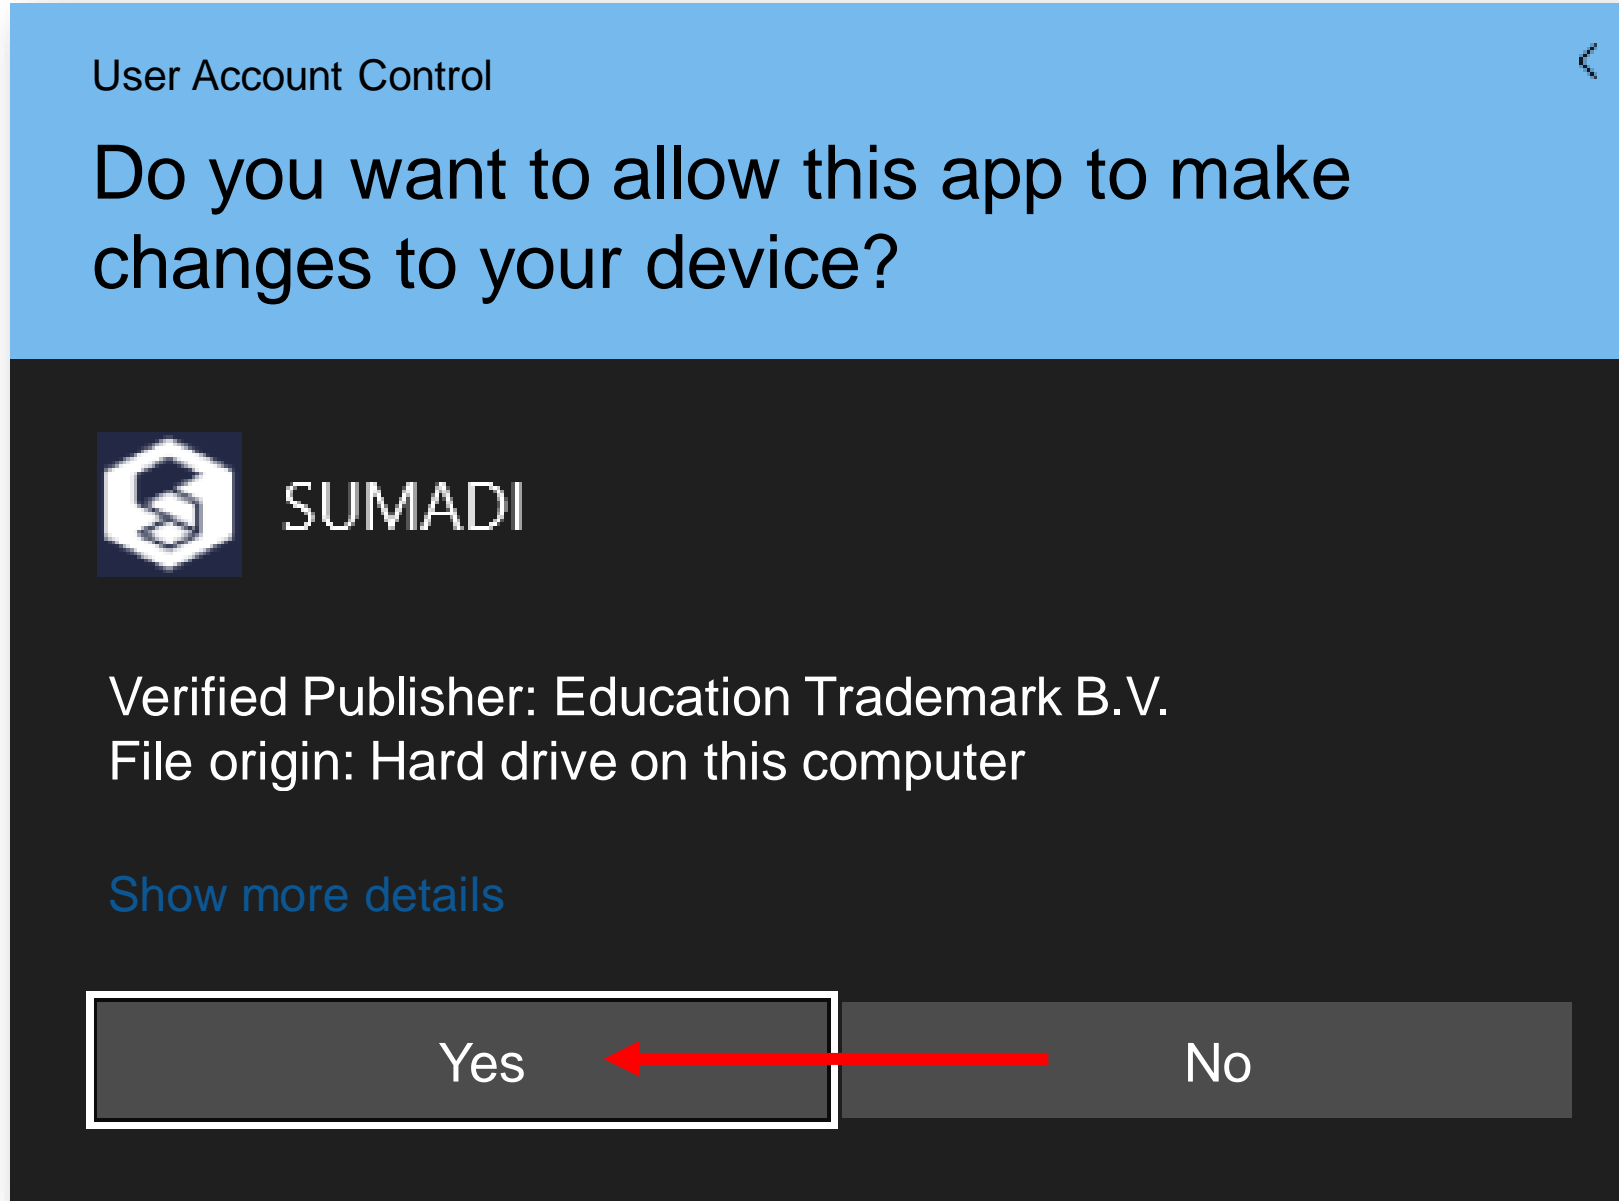 User Account Control
Do you want to allow this app to make
changes to your device?
SUMADI
Verified Publisher: Education Trademark B.V.
File origin: Hard drive on this computer
Show more details
Yes
No